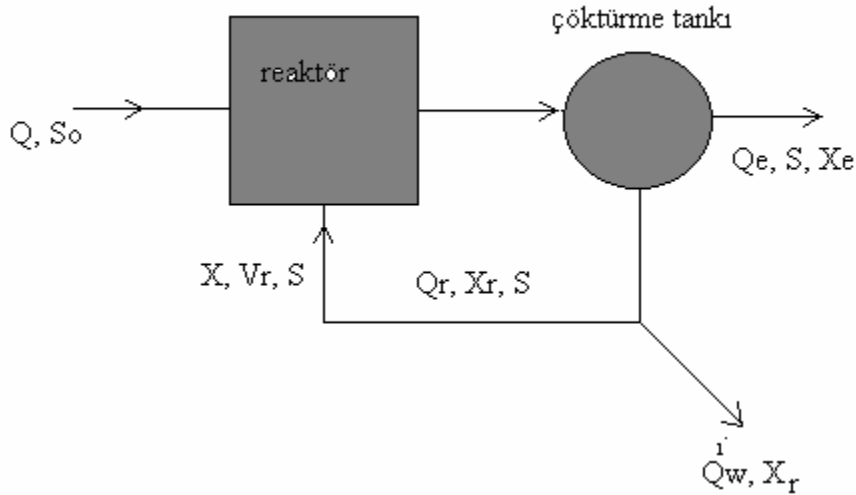 çöktürme tankı
reaktör
Q, So
Qe, S, Xe
X, Vr, S
Qr, Xr, S
Qw, Xr